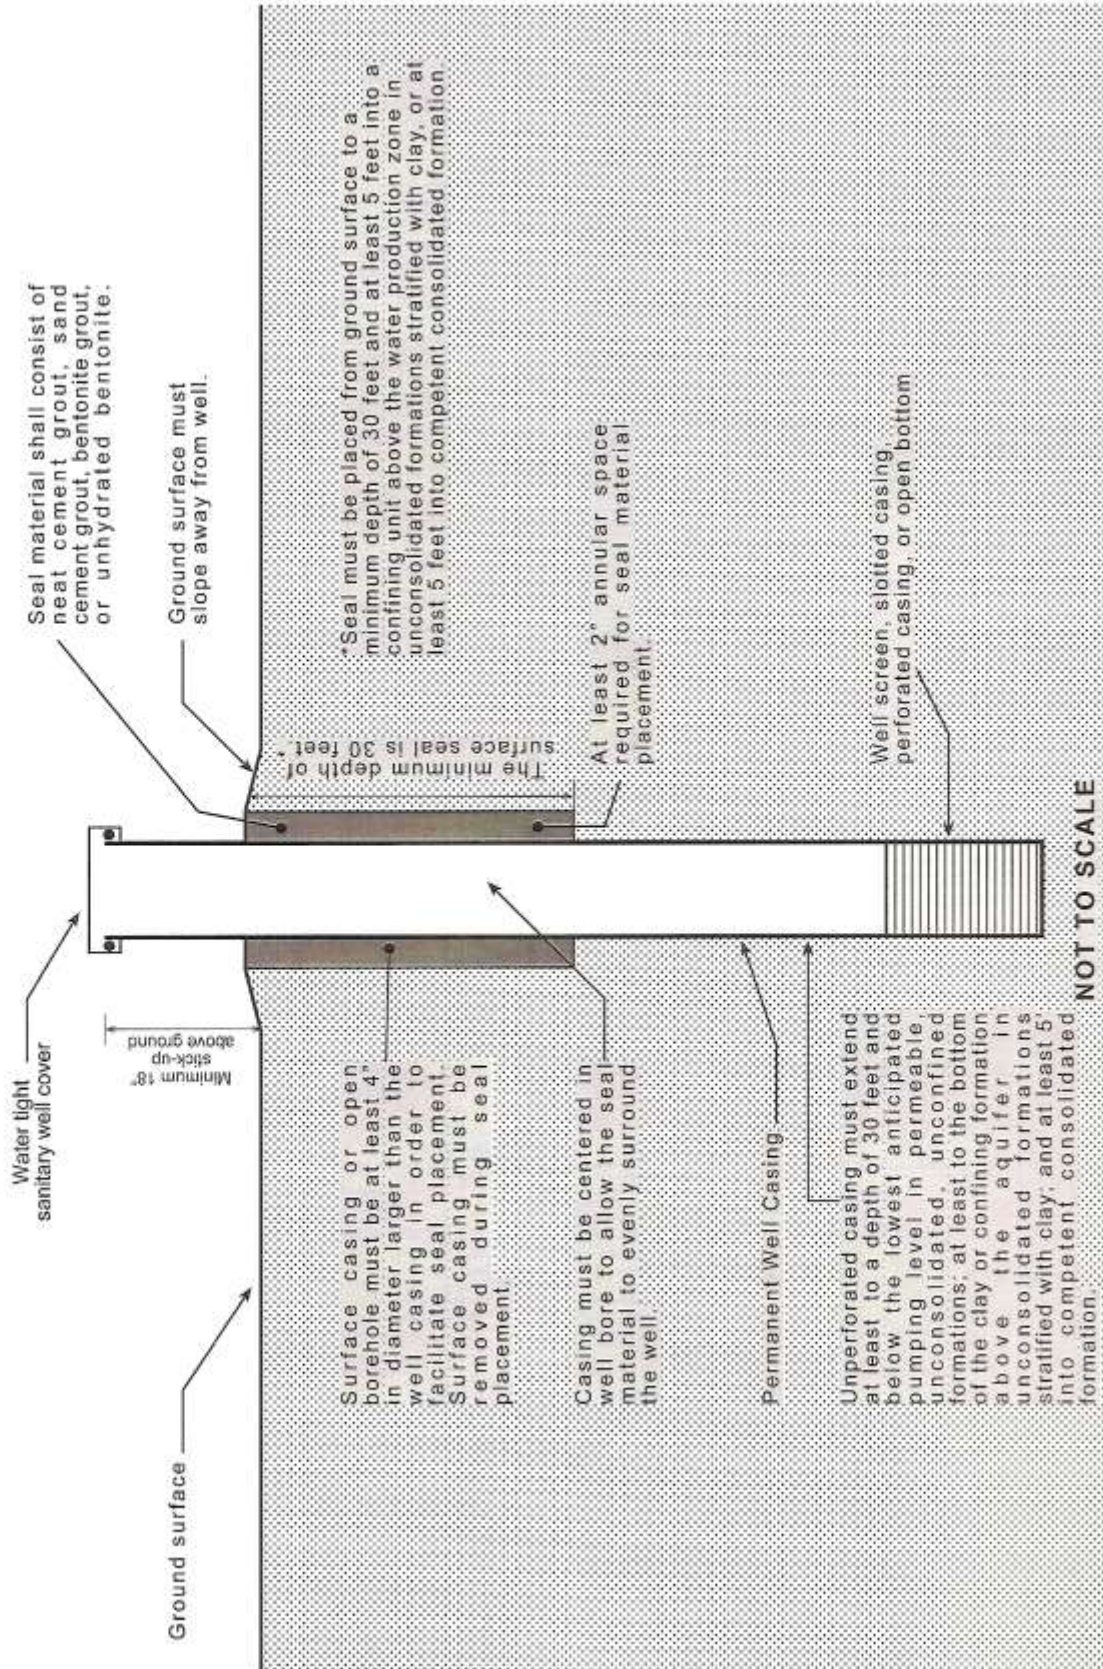 Water tight
sanitary well cover
Seal material shall consist of
neat cement grout, sand
cement grout, bentonite grout,
or unhydrated bentonite.
Ground surface
Minimum 18"
stick-up
above ground
Ground surface must
slope away from well.
Surface casing or open
borehole must be at least 4"
in diameter larger than the
well casing in order to
facilitate seal placement.
Surface casing must be
removed during seal
placement.
The minimum depth of
surface seal is 30 feet.*
*Seal must be placed from ground surface to a
minimum depth of 30 feet and at least 5 feet into a
confining unit above the water production zone in
unconsolidated formations stratified with clay, or at
least 5 feet into competent consolidated formation.
Casing must be centered in
well bore to allow the seal
material to evenly surround
the well.
At least 2" annular space
required for seal material
placement.
Permanent Well Casing
Unperforated casing must extend
at least to a depth of 30 feet and
below the lowest anticipated
pumping level in permeable,
unconsolidated, unconfined
formations; at least to the bottom
of the clay or confining formation
above the aquifer in
unconsolidated formations
stratified with clay; and at least 5'
into competent consolidated
formation.
Well screen, slotted casing,
perforated casing, or open bottom
NOT TO SCALE